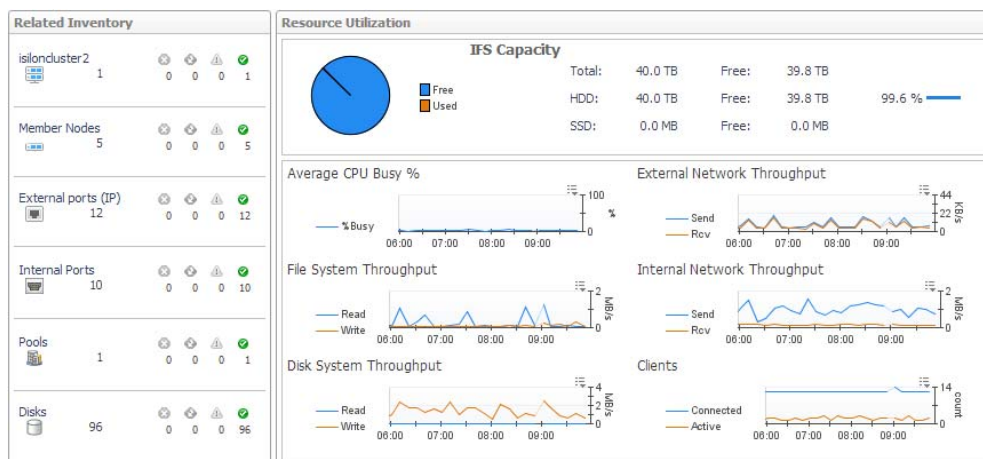 Related Inventory
isiloncluster2
1 0 0 0 1
Member Nodes
5 0 0 0 5
External ports (IP)
12 0 0 0 12
Internal Ports
10 0 0 0 10
Pools
1 0 0 0 1
Disks
96 0 0 0 96
Resource Utilization
IFS Capacity
Free
Used
Total: 40.0 TB Free: 39.8 TB
HDD: 40.0 TB Free: 39.8 TB 99.6 %
SSD: 0.0 MB Free: 0.0 MB
Average CPU Busy %
%Busy
100
%
0
06:00 07:00 08:00 09:00
External Network Throughput
Send
Rcv
44
22
0
KB/s
06:00 07:00 08:00 09:00
File System Throughput
Read
Write
2
0
MB/s
06:00 07:00 08:00 09:00
Internal Network Throughput
Send
Rcv
2
0
MB/s
06:00 07:00 08:00 09:00
Disk System Throughput
Read
Write
4
2
0
MB/s
06:00 07:00 08:00 09:00
Clients
Connected
Active
14
0
count
06:00 07:00 08:00 09:00